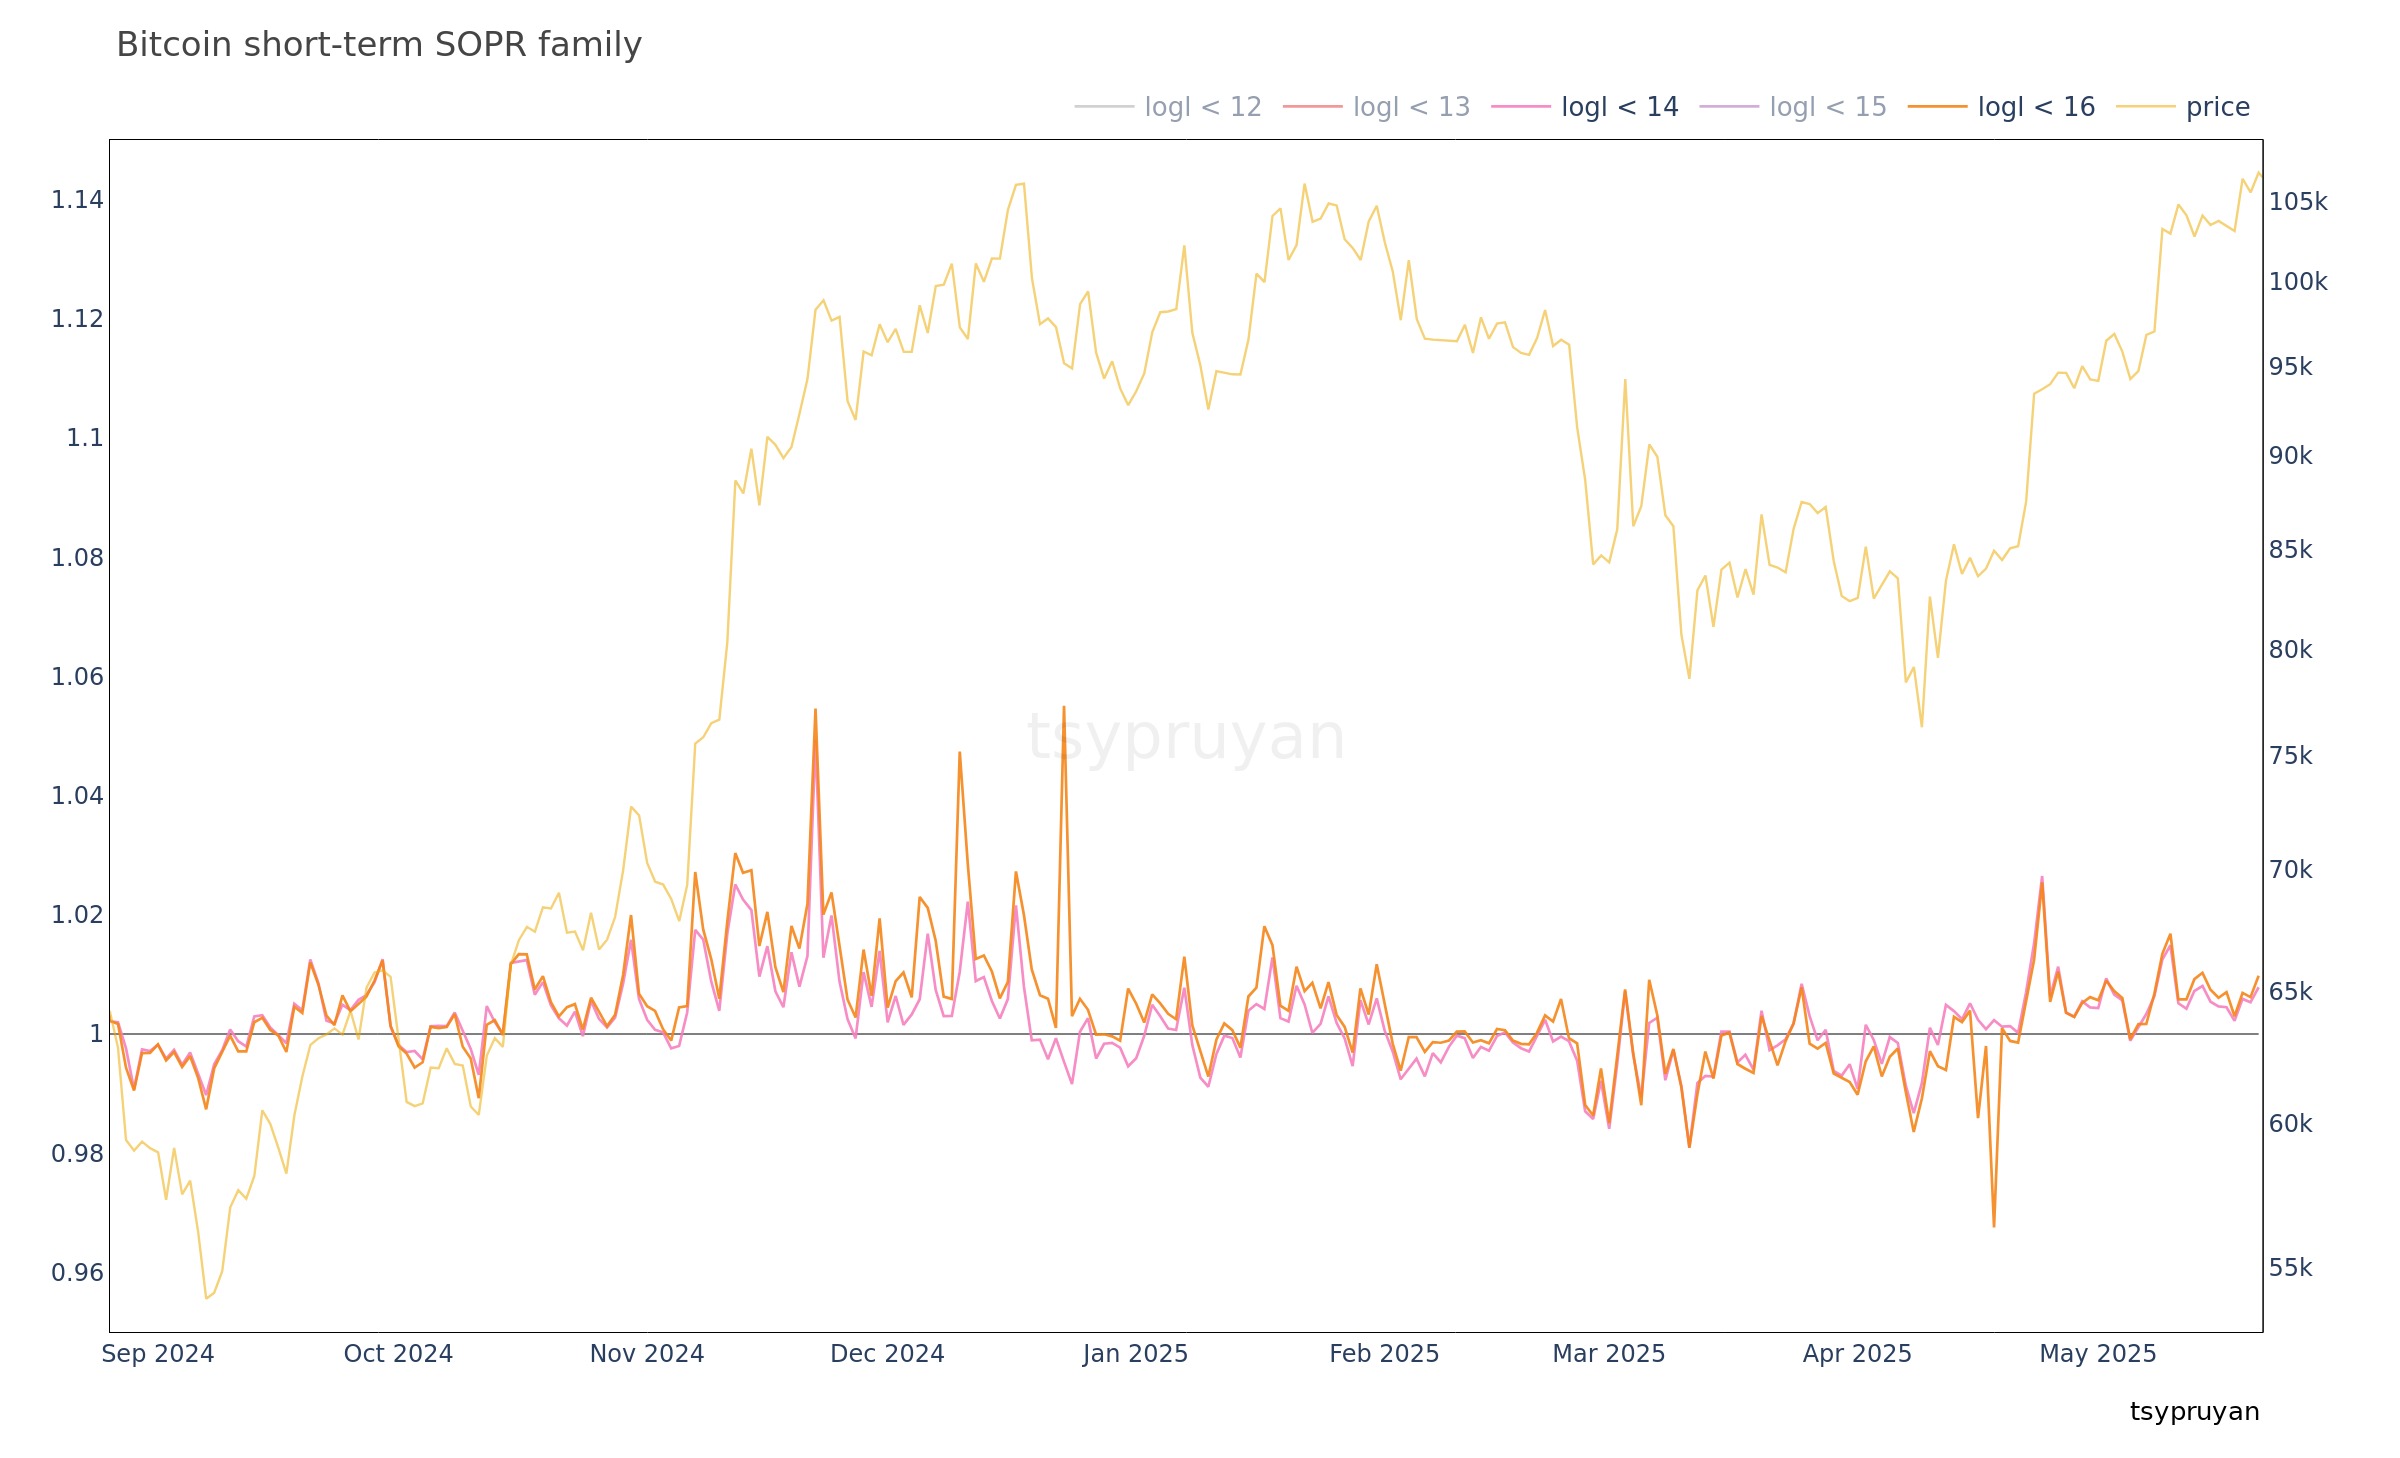 Bitcoin short-term SOPR family
logl < 12 logl < 13 logl < 14 logl < 15 logl < 16 price
1.14 105k
100k
1.12
95k
1.1
90k
1.08 85k
1.06
80k
tsypruyan
75k
1.04
70k
1.02
65k
1
60k
0.98
0.96 55k
Sep 2024 Oct 2024 Nov 2024 Dec 2024 Jan 2025 Feb 2025 Mar 2025 Apr 2025 May 2025
tsypruyan